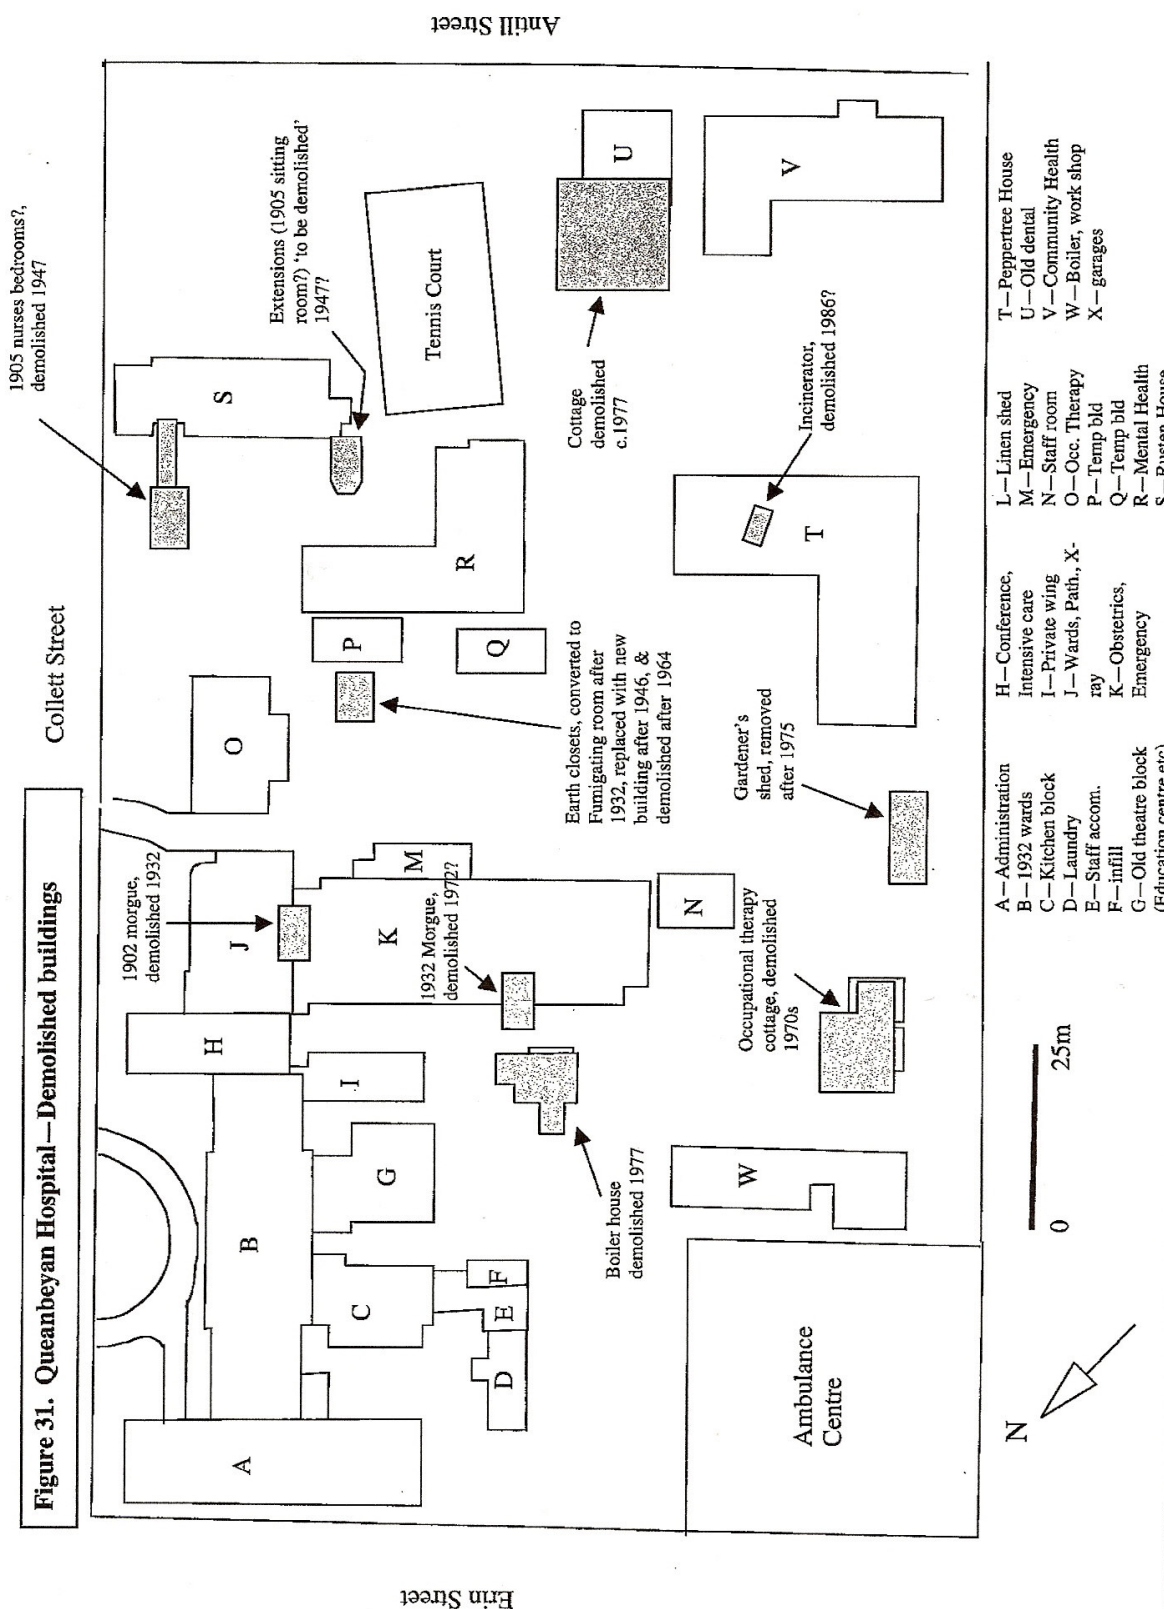 Figure 31. Queanbeyan Hospital—Demolished buildings
Collett Street
Erin Street
Antill Street
1905 nurses bedrooms?,
demolished 1947
Extensions (1905 sitting
room?) ‘to be demolished’
1947?
1902 morgue,
demolished 1932
1932 Morgue,
demolished 1972?
Earth closets, converted to
Fumigating room after
1932, replaced with new
building after 1946, &
demolished after 1964
Cottage
demolished
c.1977
Incinerator,
demolished 1986?
Boiler house
demolished 1977
Occupational therapy
cottage, demolished
1970s
Gardener's
shed, removed
after 1975
Tennis Court
Ambulance
Centre
A
B
C
D
E
F
G
H
I
J
K
M
N
O
P
Q
R
S
T
U
V
W
N
0
25m
A—Administration
B—1932 wards
C—Kitchen block
D—Laundry
E—Staff accom.
F—infill
G—Old theatre block
(Education centre etc)
H—Conference,
Intensive care
I—Private wing
J—Wards, Path., X-
ray
K—Obstetrics,
Emergency
L—Linen shed
M—Emergency
N—Staff room
O—Occ. Therapy
P—Temp bld
Q—Temp bld
R—Mental Health
S—Rusten House
T—Peppertree House
U—Old dental
V—Community Health
W—Boiler, work shop
X—garages